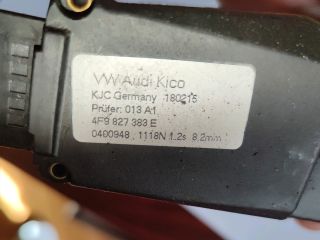 VW Audi Kico
KJC Germany 180215
Prüfer: 013 A1
4F9 827 383 E
0400948 , 1118N 1.2s 8.2mm